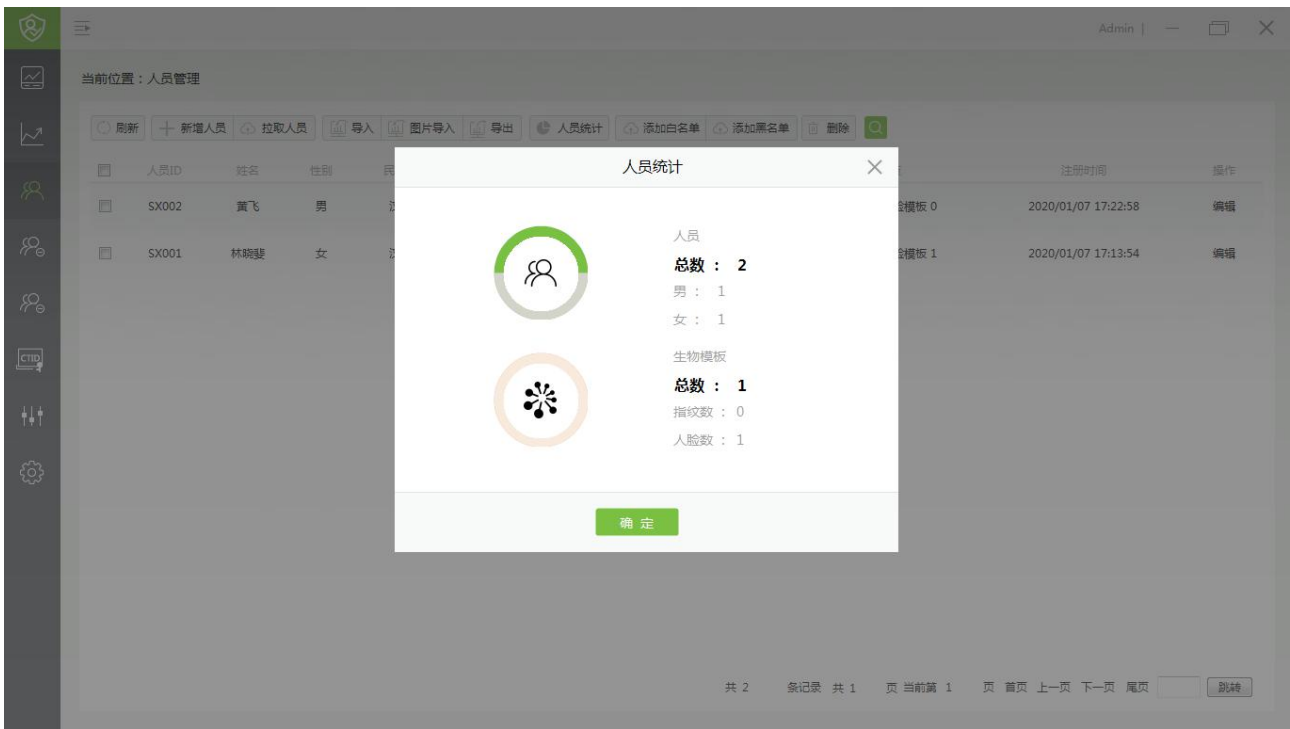 Admin |
当前位置：人员管理
刷新 新增人员 拉取人员 导入 图片导入 导出 人员统计 添加白名单 添加黑名单 删除
人员统计
人员ID 姓名 性别 注册时间 操作
SX002 黄飞 男 模板 0 2020/01/07 17:22:58 编辑
SX001 林晓斐 女 模板 1 2020/01/07 17:13:54 编辑
人员
总数 ： 2
男 ： 1
女 ： 1
生物模板
总数 ： 1
指纹数 ： 0
人脸数 ： 1
确 定
CTID
共 2 条记录 共 1 页 当前第 1 页 首页 上一页 下一页 尾页 跳转